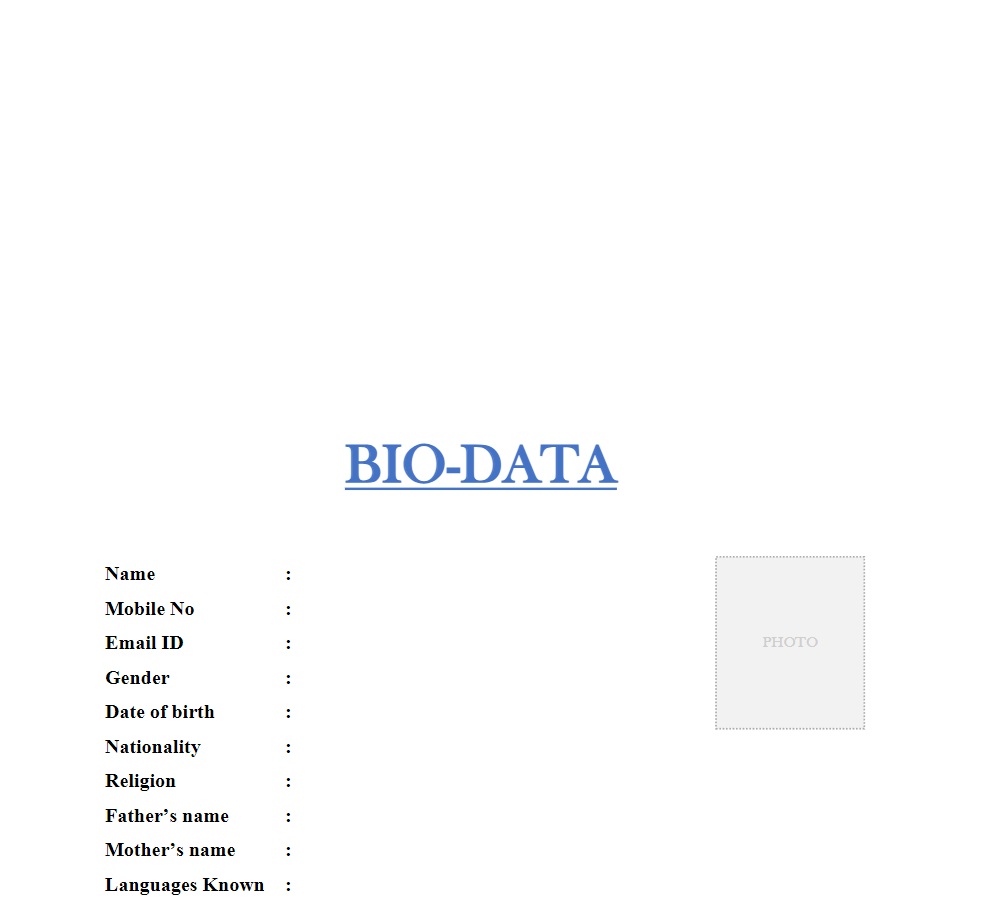 BIO-DATA
Name :
Mobile No :
Email ID :
PHOTO
Gender :
Date of birth :
Nationality :
Religion :
Father’s name :
Mother’s name :
Languages Known :